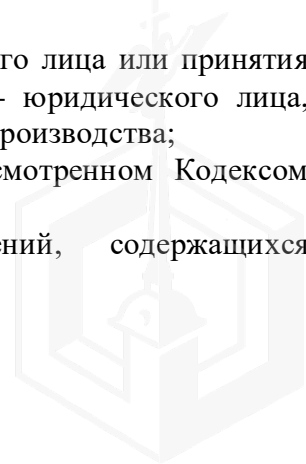 го лица или принятия
- юридического лица,
роизводства;
смотренном Кодексом
ений, содержащихся